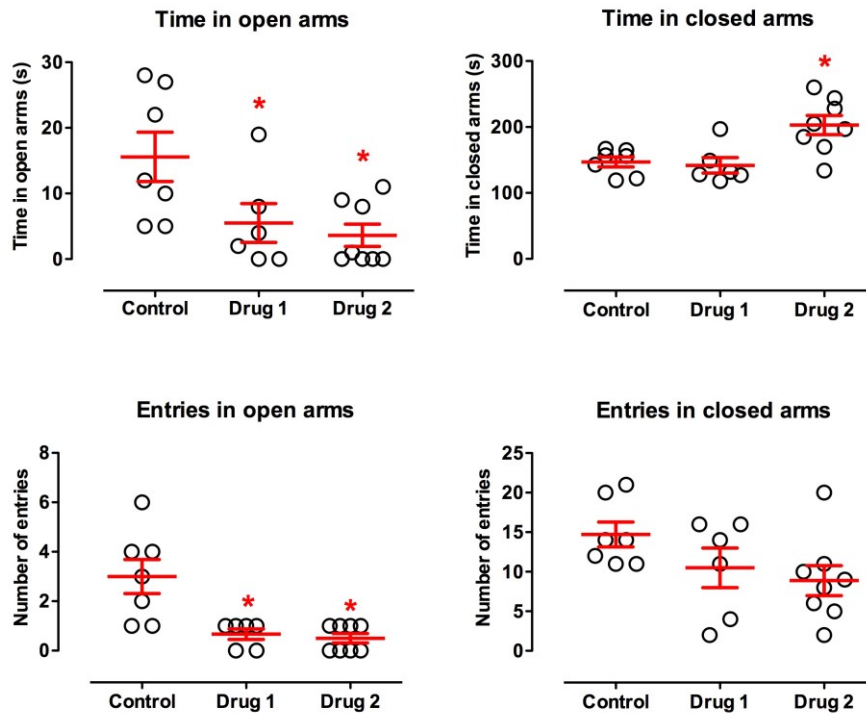 Time in open arms
Time in open arms (s)
30
20
10
0
*
*
Control Drug 1 Drug 2
Time in closed arms
Time in closed arms (s)
300
200
100
0
*
Control Drug 1 Drug 2
Entries in open arms
Number of entries
8
6
4
2
0
*
*
Control Drug 1 Drug 2
Entries in closed arms
Number of entries
25
20
15
10
5
0
Control Drug 1 Drug 2